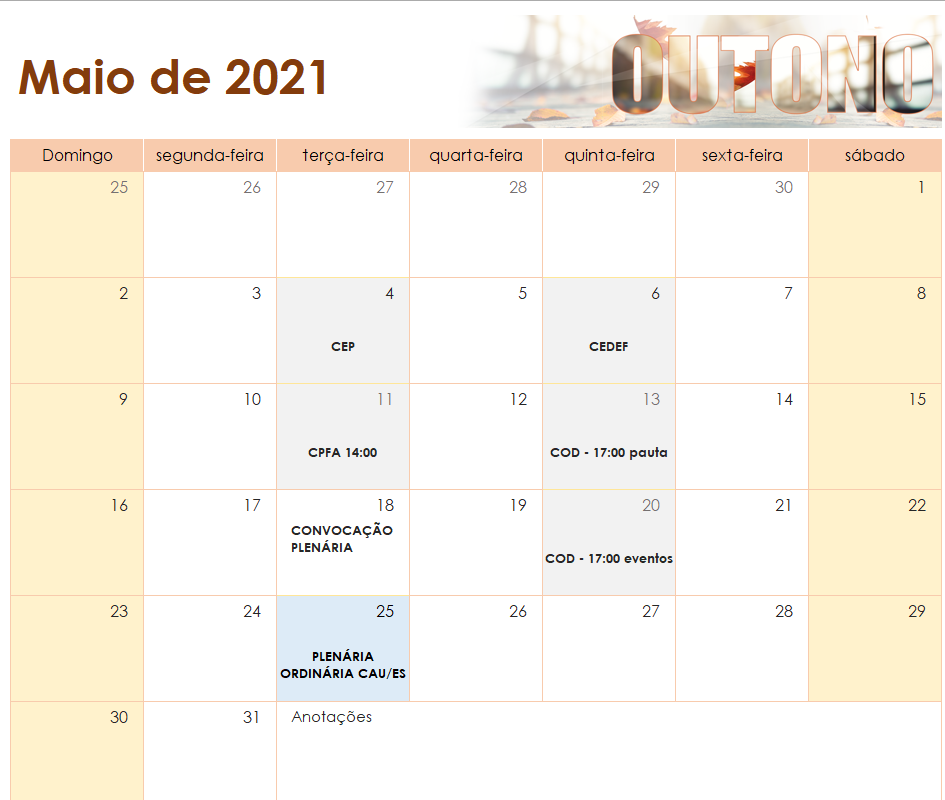 OUTONO
Maio de 2021
Domingo segunda-feira terça-feira quarta-feira quinta-feira sexta-feira sábado
25 26 27 28 29 30 1
2 3 4 5 6 7 8
CEP CEDEF
9 10 11 12 13 14 15
CPFA 14:00 COD - 17:00 pauta
16 17 18 19 20 21 22
CONVOCAÇÃO
PLENÁRIA
COD - 17:00 eventos
23 24 25 26 27 28 29
PLENÁRIA
ORDINÁRIA CAU/ES
30 31 Anotações